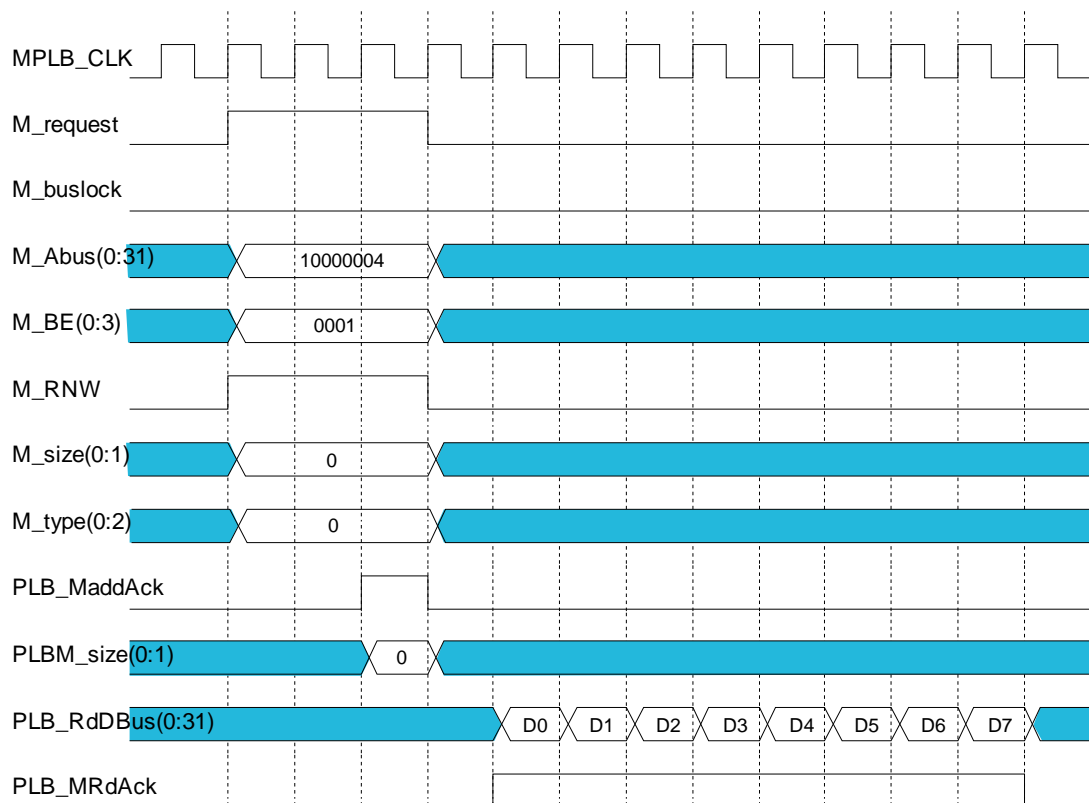 MPLB_CLK
M_request
M_buslock
M_Abus(0:31) 10000004
M_BE(0:3) 0001
M_RNW
M_size(0:1) 0
M_type(0:2) 0
PLB_MaddAck
PLBM_size(0:1) 0
PLB_RdDBus(0:31) D0 D1 D2 D3 D4 D5 D6 D7
PLB_MRdAck